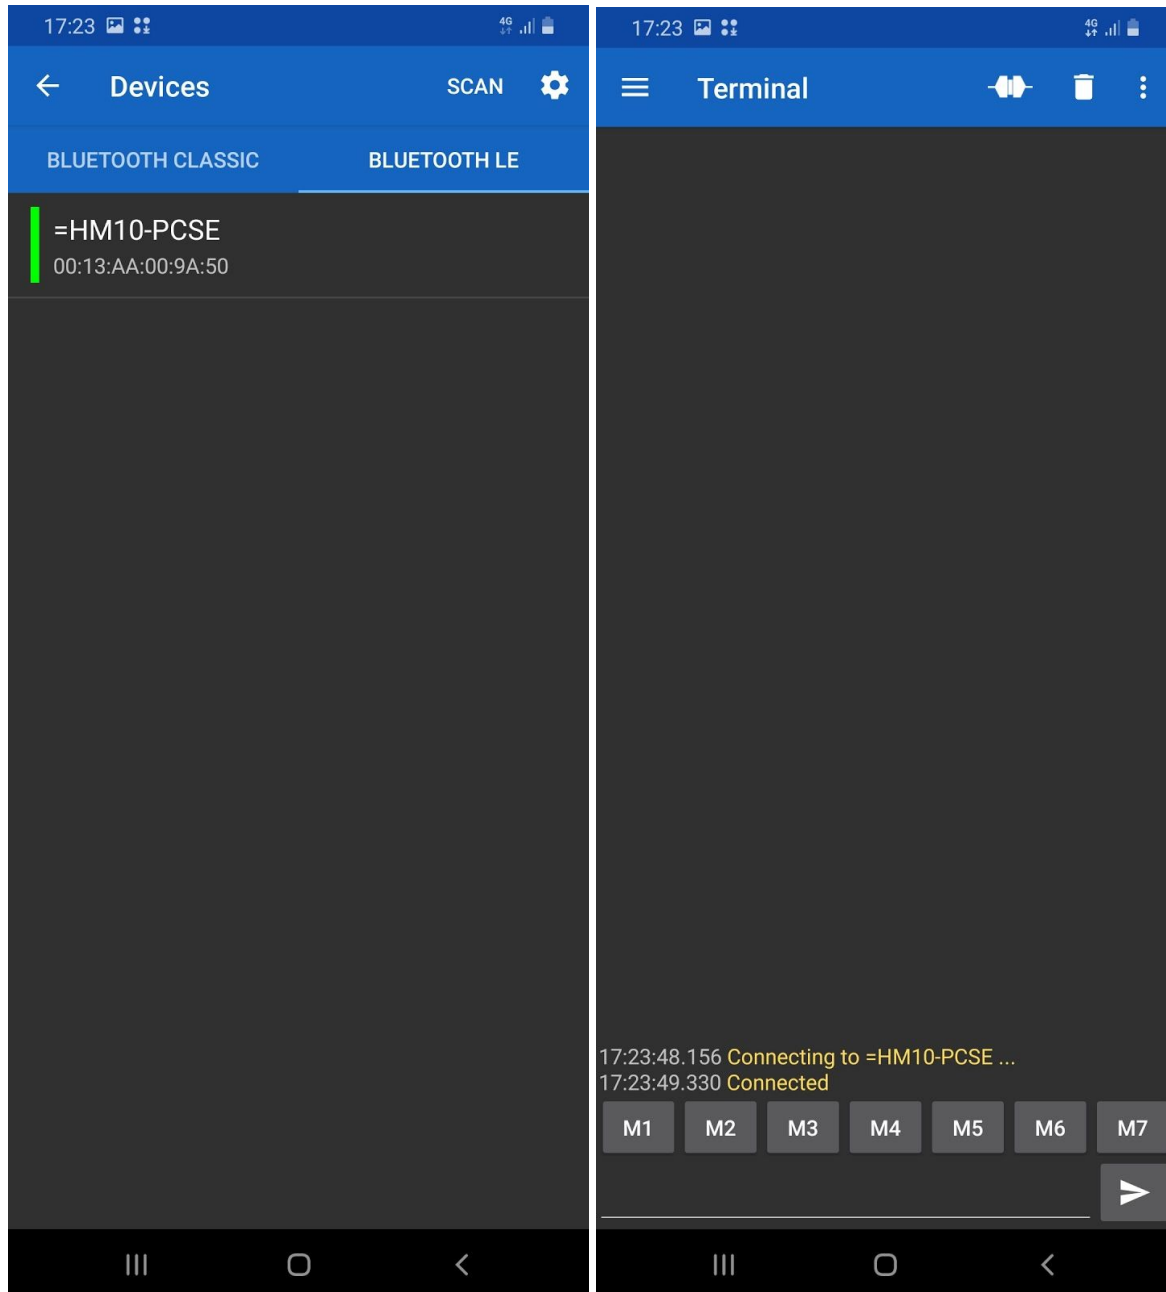 17:23 4G
Devices SCAN
BLUETOOTH CLASSIC BLUETOOTH LE
=HM10-PCSE
00:13:AA:00:9A:50
17:23 4G
Terminal
17:23:48.156 Connecting to =HM10-PCSE ...
17:23:49.330 Connected
M1 M2 M3 M4 M5 M6 M7